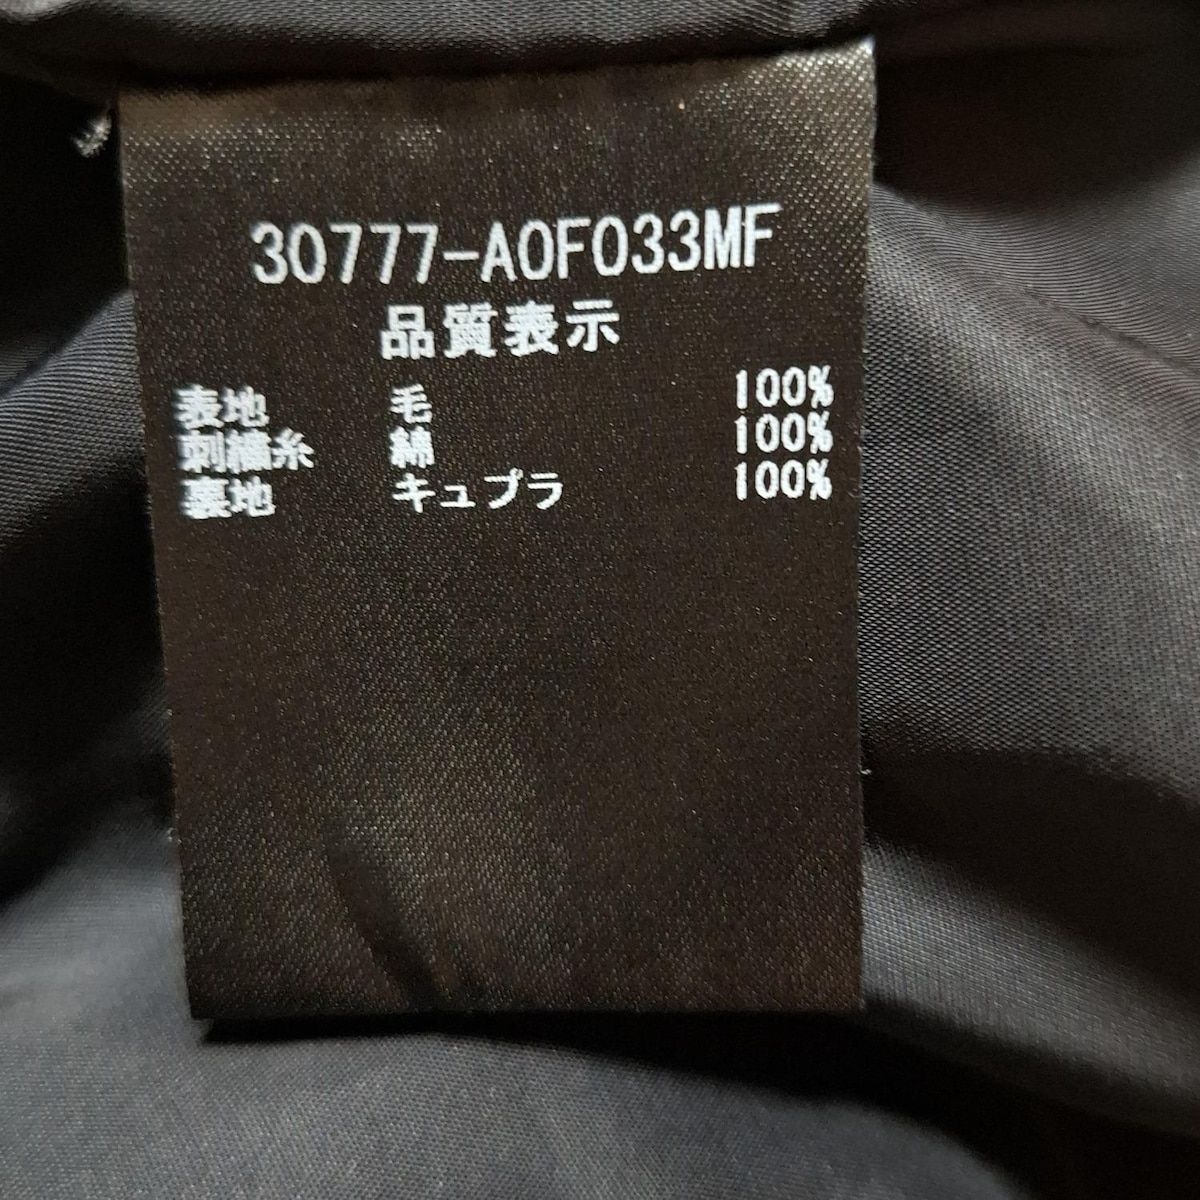 30777-A0F033MF
品質表示
表地 毛 100%
刺繍糸 綿 100%
裏地 キュプラ 100%